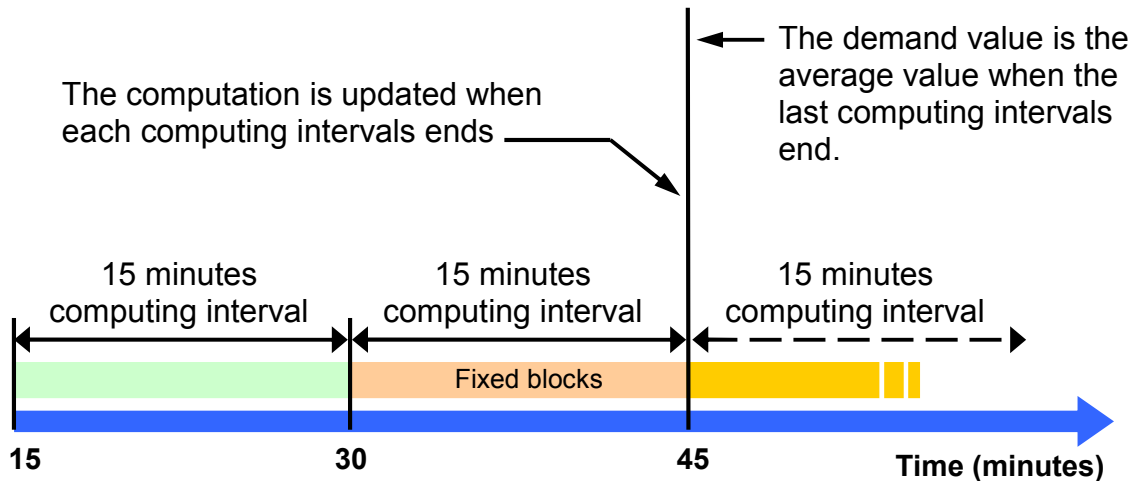 The demand value is the
average value when the
last computing intervals
end.
The computation is updated when
each computing intervals ends
15 minutes
computing interval
15 minutes
computing interval
15 minutes
computing interval
Fixed blocks
15
30
45
Time (minutes)